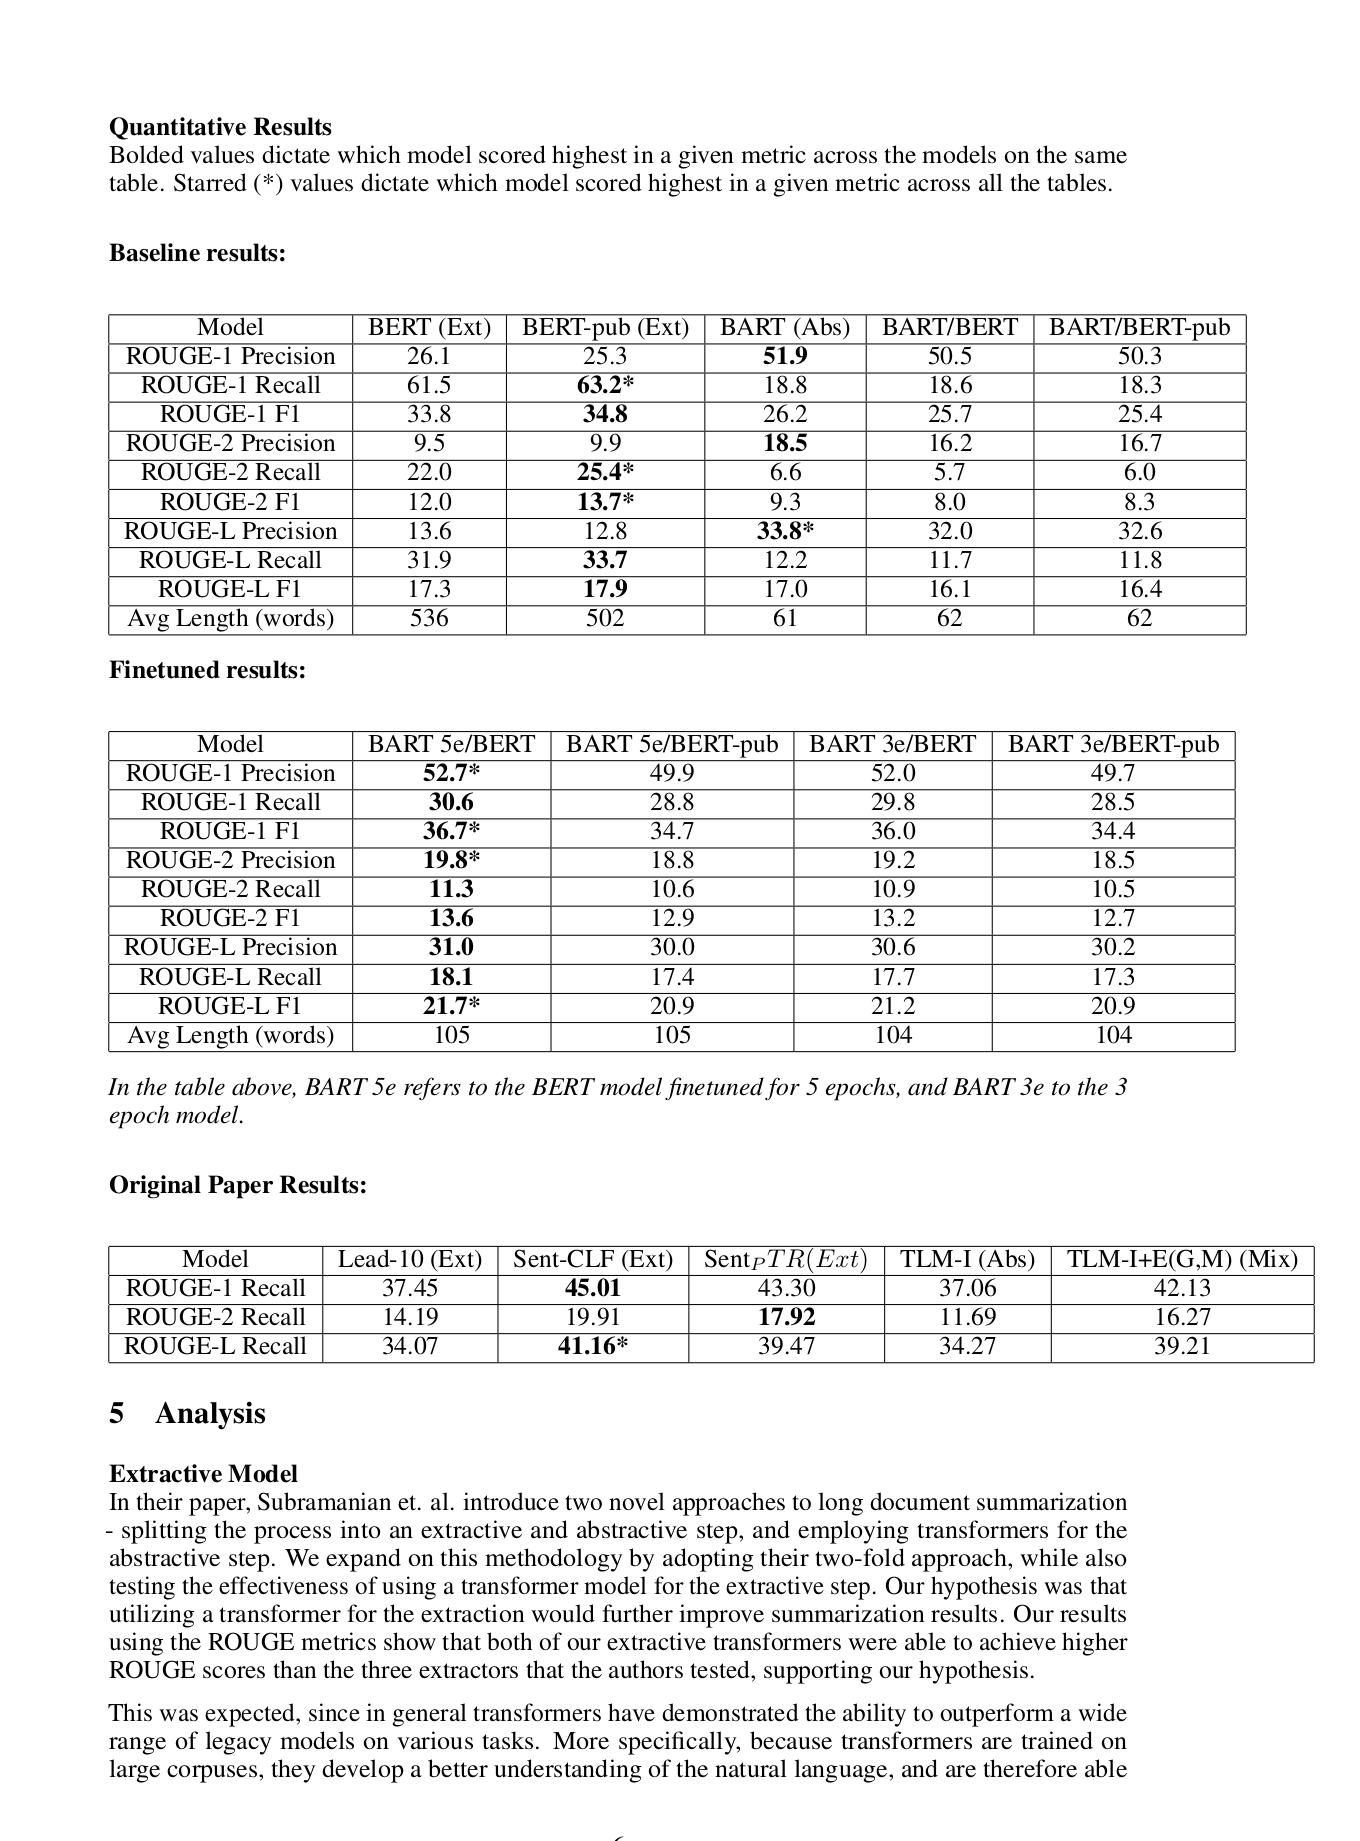 Quantitative Results
Bolded values dictate which model scored highest in a given metric across the models on the same
table. Starred (*) values dictate which model scored highest in a given metric across all the tables.
Baseline results:
Model BERT (Ext) BERT-pub (Ext) BART (Abs) BART/BERT BART/BERT-pub
ROUGE-1 Precision 26.1 25.3 51.9 50.5 50.3
ROUGE-1 Recall 61.5 63.2* 18.8 18.6 18.3
ROUGE-1 F1 33.8 34.8 26.2 25.7 25.4
ROUGE-2 Precision 9.5 9.9 18.5 16.2 16.7
ROUGE-2 Recall 22.0 25.4* 6.6 5.7 6.0
ROUGE-2 F1 12.0 13.7* 9.3 8.0 8.3
ROUGE-L Precision 13.6 12.8 33.8* 32.0 32.6
ROUGE-L Recall 31.9 33.7 12.2 11.7 11.8
ROUGE-L F1 17.3 17.9 17.0 16.1 16.4
Avg Length (words) 536 502 61 62 62
Finetuned results:
Model BART 5e/BERT BART 5e/BERT-pub BART 3e/BERT BART 3e/BERT-pub
ROUGE-1 Precision 52.7* 49.9 52.0 49.7
ROUGE-1 Recall 30.6 28.8 29.8 28.5
ROUGE-1 F1 36.7* 34.7 36.0 34.4
ROUGE-2 Precision 19.8* 18.8 19.2 18.5
ROUGE-2 Recall 11.3 10.6 10.9 10.5
ROUGE-2 F1 13.6 12.9 13.2 12.7
ROUGE-L Precision 31.0 30.0 30.6 30.2
ROUGE-L Recall 18.1 17.4 17.7 17.3
ROUGE-L F1 21.7* 20.9 21.2 20.9
Avg Length (words) 105 105 104 104
In the table above, BART 5e refers to the BERT model finetuned for 5 epochs, and BART 3e to the 3
epoch model.
Original Paper Results:
Model Lead-10 (Ext) Sent-CLF (Ext) SentPTR(Ext) TLM-I (Abs) TLM-I+E(G,M) (Mix)
ROUGE-1 Recall 37.45 45.01 43.30 37.06 42.13
ROUGE-2 Recall 14.19 19.91 17.92 11.69 16.27
ROUGE-L Recall 34.07 41.16* 39.47 34.27 39.21
5 Analysis
Extractive Model
In their paper, Subramanian et. al. introduce two novel approaches to long document summarization
- splitting the process into an extractive and abstractive step, and employing transformers for the
abstractive step. We expand on this methodology by adopting their two-fold approach, while also
testing the effectiveness of using a transformer model for the extractive step. Our hypothesis was that
utilizing a transformer for the extraction would further improve summarization results. Our results
using the ROUGE metrics show that both of our extractive transformers were able to achieve higher
ROUGE scores than the three extractors that the authors tested, supporting our hypothesis.
This was expected, since in general transformers have demonstrated the ability to outperform a wide
range of legacy models on various tasks. More specifically, because transformers are trained on
large corpuses, they develop a better understanding of the natural language, and are therefore able